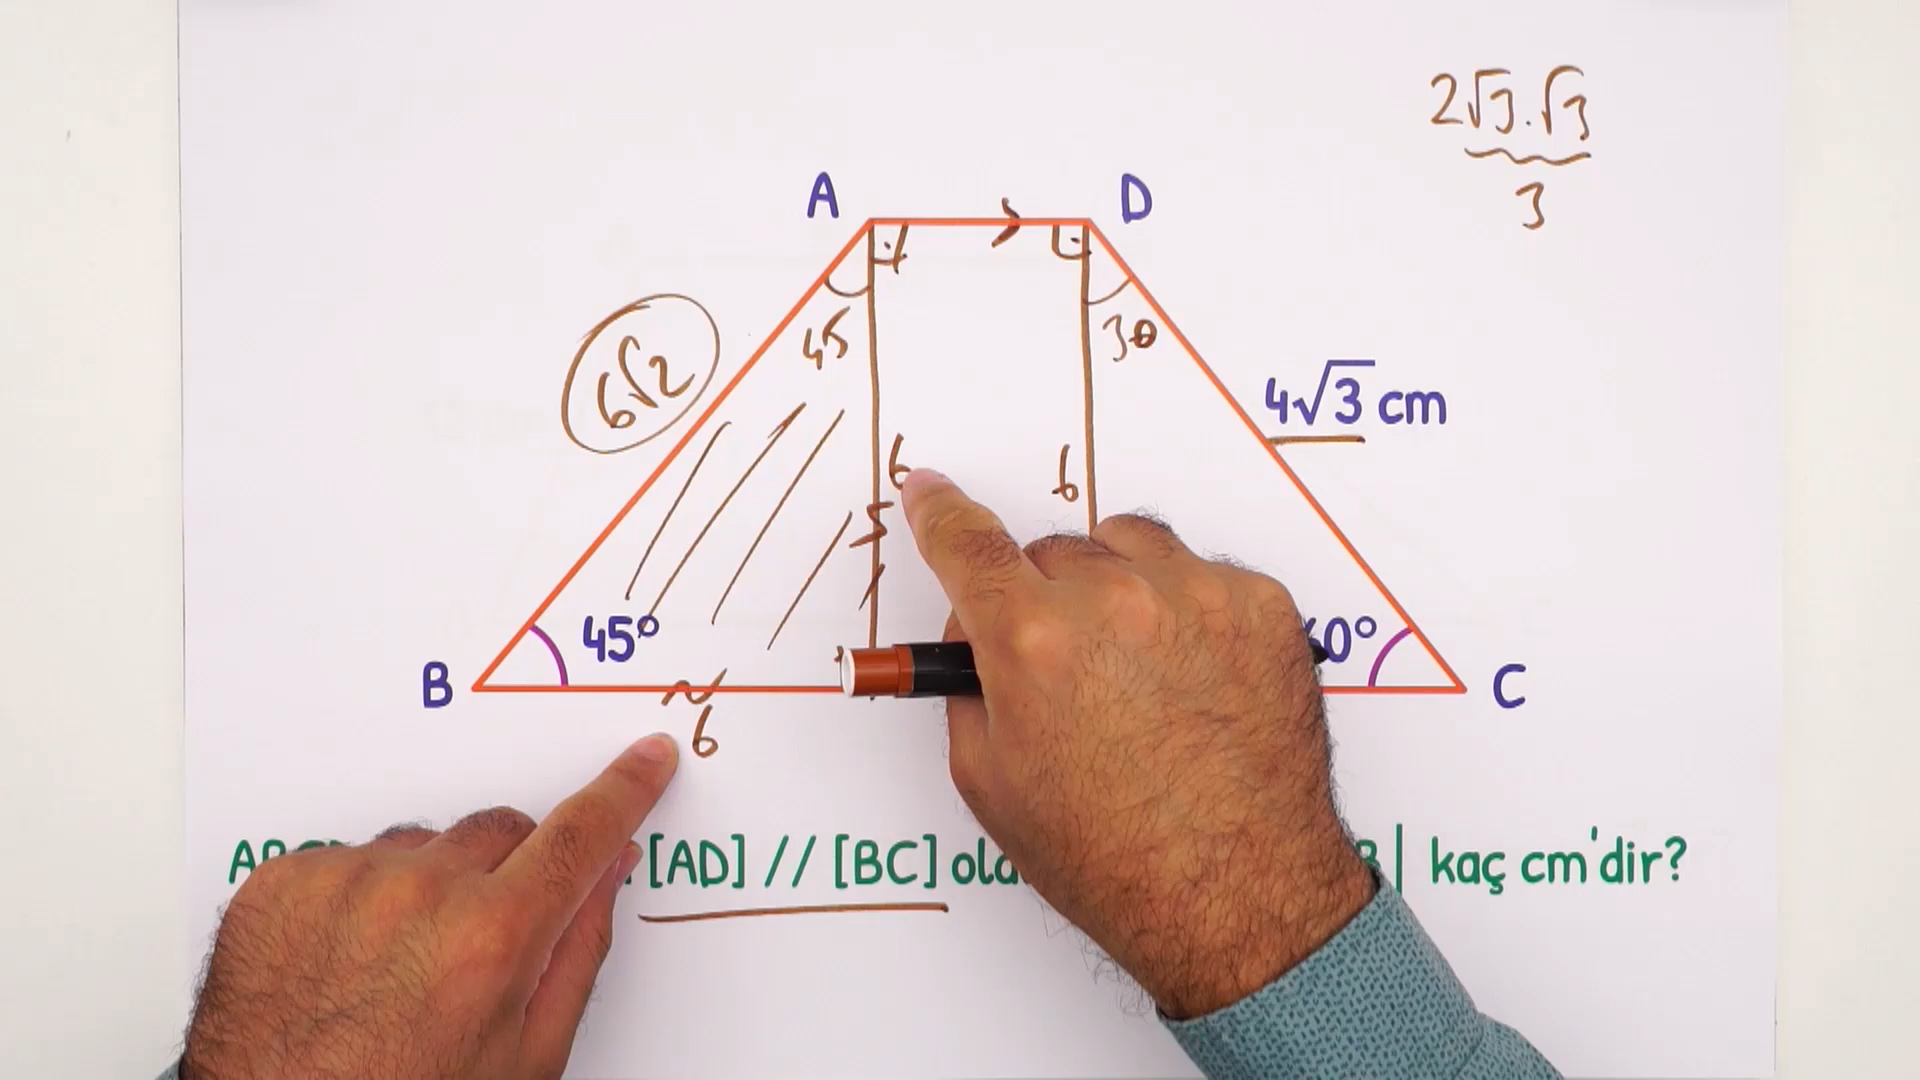 2√3.√3
3
A
D
45
30
6√2
4√3 cm
6
6
45°
0°
B
C
6
[AD] // [BC]
| kaç cm'dir?